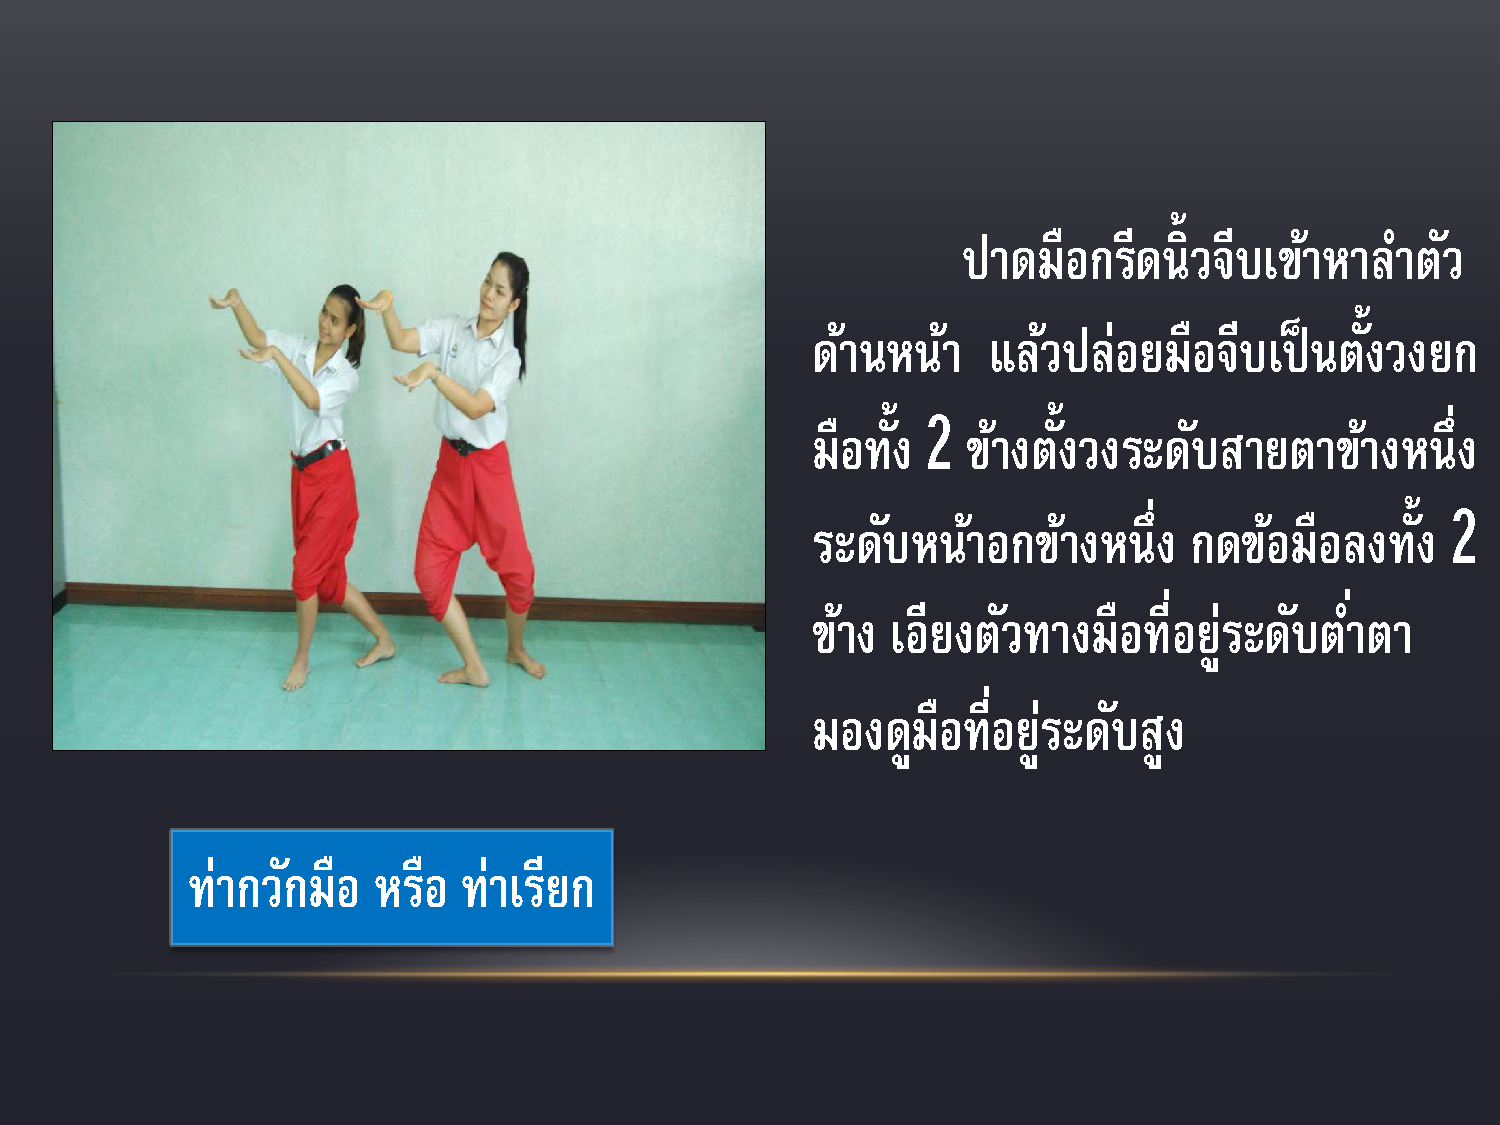 ปาดมือกรีดนิ้วจีบเข้าหาลำตัว
ด้านหน้า แล้วปล่อยมือจีบเป็นตั้งวงยก
มือทั้ง 2 ข้างตั้งวงระดับสายตาข้างหนึ่ง
ระดับหน้าอกข้างหนึ่ง กดข้อมือลงทั้ง 2
ข้าง เอียงตัวทางมือที่อยู่ระดับต่ำตา
มองดูมือที่อยู่ระดับสูง
ท่ากวักมือ หรือ ท่าเรียก